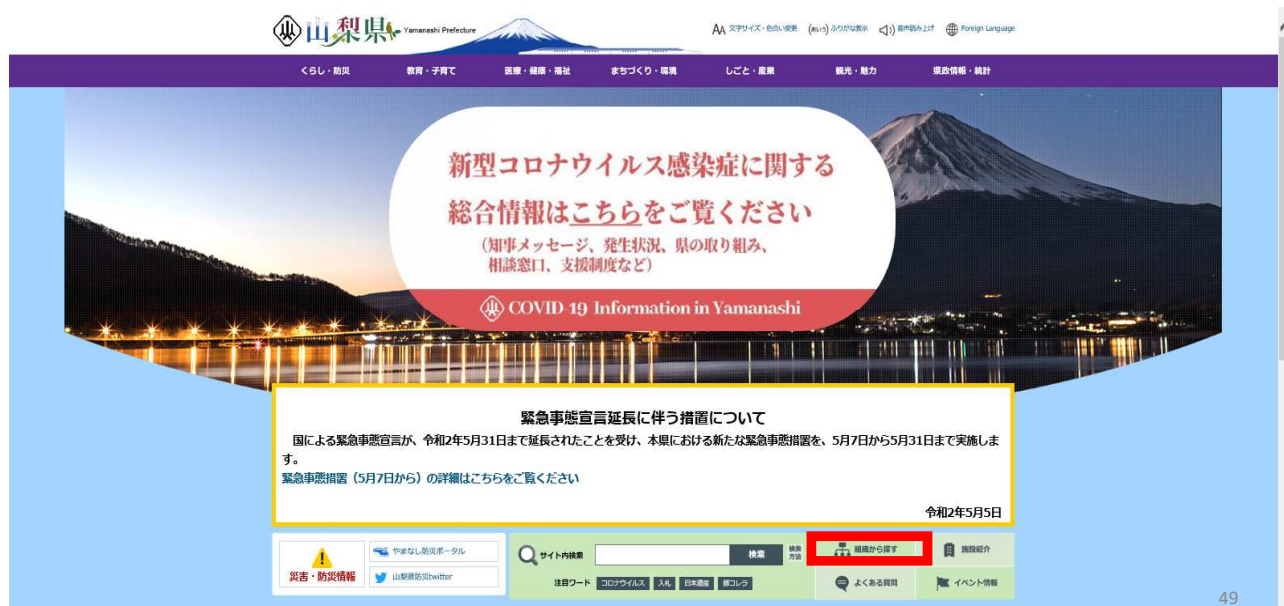 山梨県 Yamanashi Prefecture
AA 文字サイズ・色合い変更 (あいう) ふりがな表示 音声読み上げ Foreign Language
くらし・防災 教育・子育て 医療・健康・福祉 まちづくり・環境 しごと・産業 観光・魅力 県政情報・統計
新型コロナウイルス感染症に関する
総合情報はこちらをご覧ください
(知事メッセージ、発生状況、県の取り組み、
相談窓口、支援制度など)
COVID-19 Information in Yamanashi
緊急事態宣言延長に伴う措置について
国による緊急事態宣言が、令和2年5月31日まで延長されたことを受け、本県における新たな緊急事態措置を、5月7日から5月31日まで実施しま
す。
緊急事態措置（5月7日から）の詳細はこちらをご覧ください
令和2年5月5日
災害・防災情報
やまなし防災ポータル
山梨県防災twitter
サイト内検索 検索 検索方法
注目ワード コロナウイルス 入札 日本酒座 豚コレラ
組織から探す 施設紹介
よくある質問 イベント情報
49